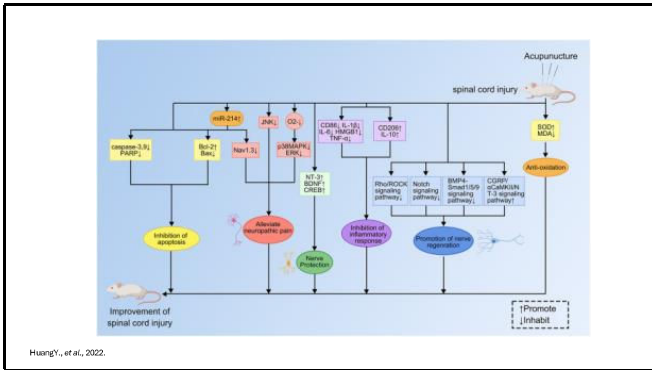 Acupunucture
spinal cord injury
miR-214↑
JNK↓
O2-↓
CD86↓ IL-1β↓
IL-6↓ HMGB1↓
TNF-α↓
CD206↑
IL-10↑
SOD↑
MDA↓
caspase-3,9↓
PARP↓
Bcl-2↑
Bax↓
Nav1.3↓
p38MAPK↓
ERK↓
NT-3↑
BDNF↑
CREB↑
Rho/ROCK
signaling
pathway↓
Notch
signaling
pathway↓
BMP4-
Smad1/5/9
signaling
pathway↓
CGRP/
αCaMKII/N
T-3 signaling
pathway↑
Anti-oxidation
Inhibition of
apoptosis
Alleviate
neuropathic pain
Nerve
Protection
Inhibition of
inflammatory
response
Promotion of nerve
regenration
Improvement of
spinal cord injury
↑Promote
↓Inhabit
HuangY., et al., 2022.